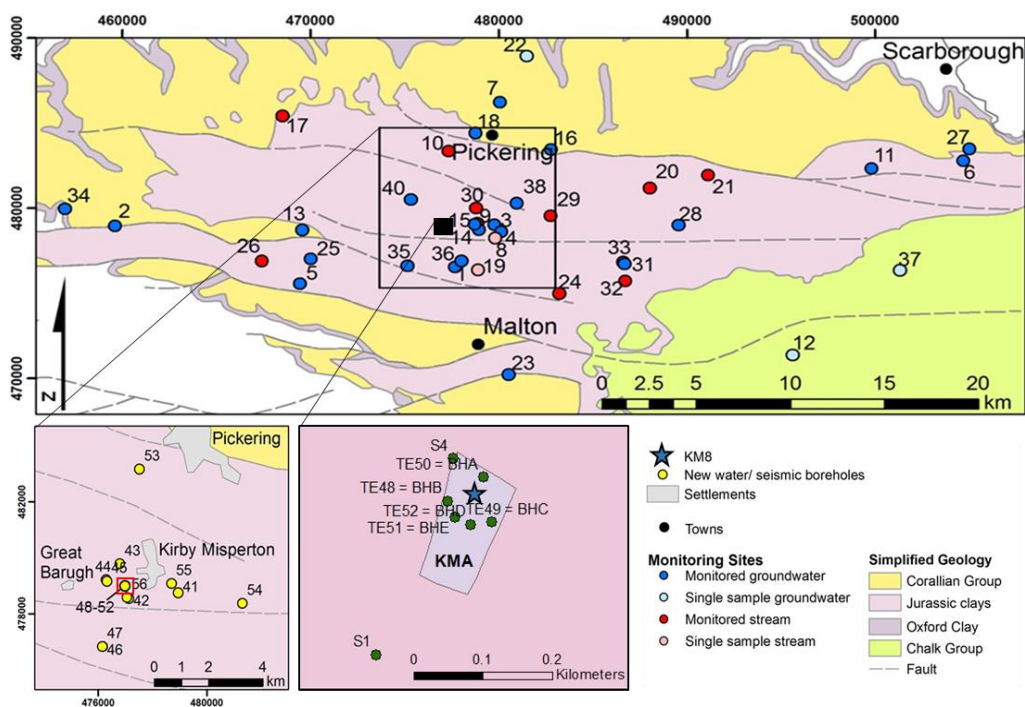 460000
470000
480000
490000
500000
490000
480000
470000
22
Scarborough
7
17
18
10
16
Pickering
27
11
6
20
21
34
40
30
38
29
2
13
15
9
3
28
14
4
26
25
35
36
8
33
31
37
5
1
19
24
32
Malton
12
23
0
2.5
5
10
15
20
km
N
Pickering
53
482000
43
Kirby Misperton
Great
Barugh
44
45
56
55
41
54
48-52
42
478000
47
46
0
1
2
4
km
476000
480000
S4
TE50 = BHA
TE48 = BHB
TE52 = BHD
TE49 = BHC
TE51 = BHE
KMA
S1
0
0.1
0.2
Kilometers
KM8
New water/ seismic boreholes
Settlements
Towns
Monitoring Sites
Monitored groundwater
Single sample groundwater
Monitored stream
Single sample stream
Simplified Geology
Corallian Group
Jurassic clays
Oxford Clay
Chalk Group
Fault